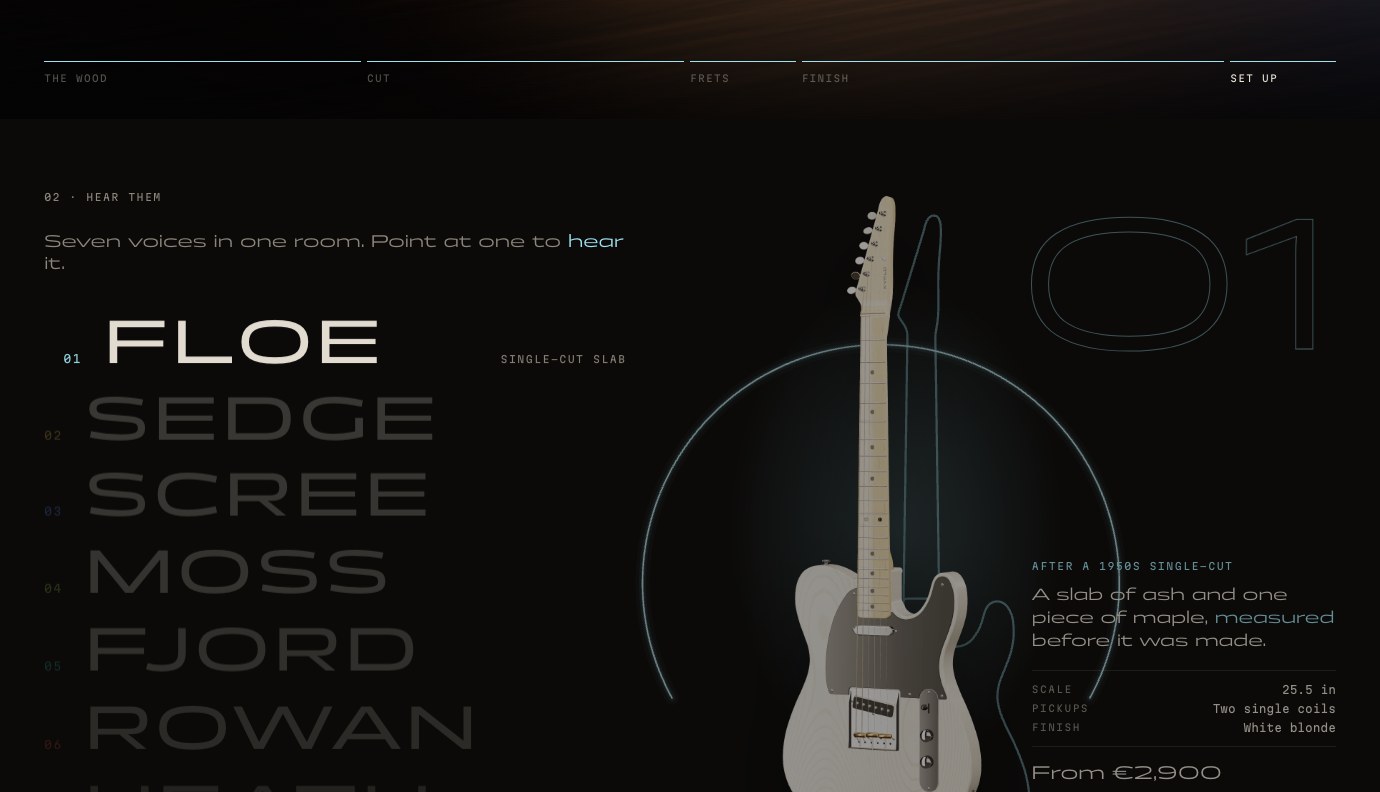 THE WOOD
CUT
FRETS
FINISH
SET UP
02 · HEAR THEM
Seven voices in one room. Point at one to hear
it.
01
01 FLOE SINGLE-CUT SLAB
02 SEDGE
03 SCREE
04 MOSS
05 FJORD
06 ROWAN
AFTER A 1950S SINGLE-CUT
A slab of ash and one
piece of maple, measured
before it was made.
SCALE 25.5 in
PICKUPS Two single coils
FINISH White blonde
From €2,900